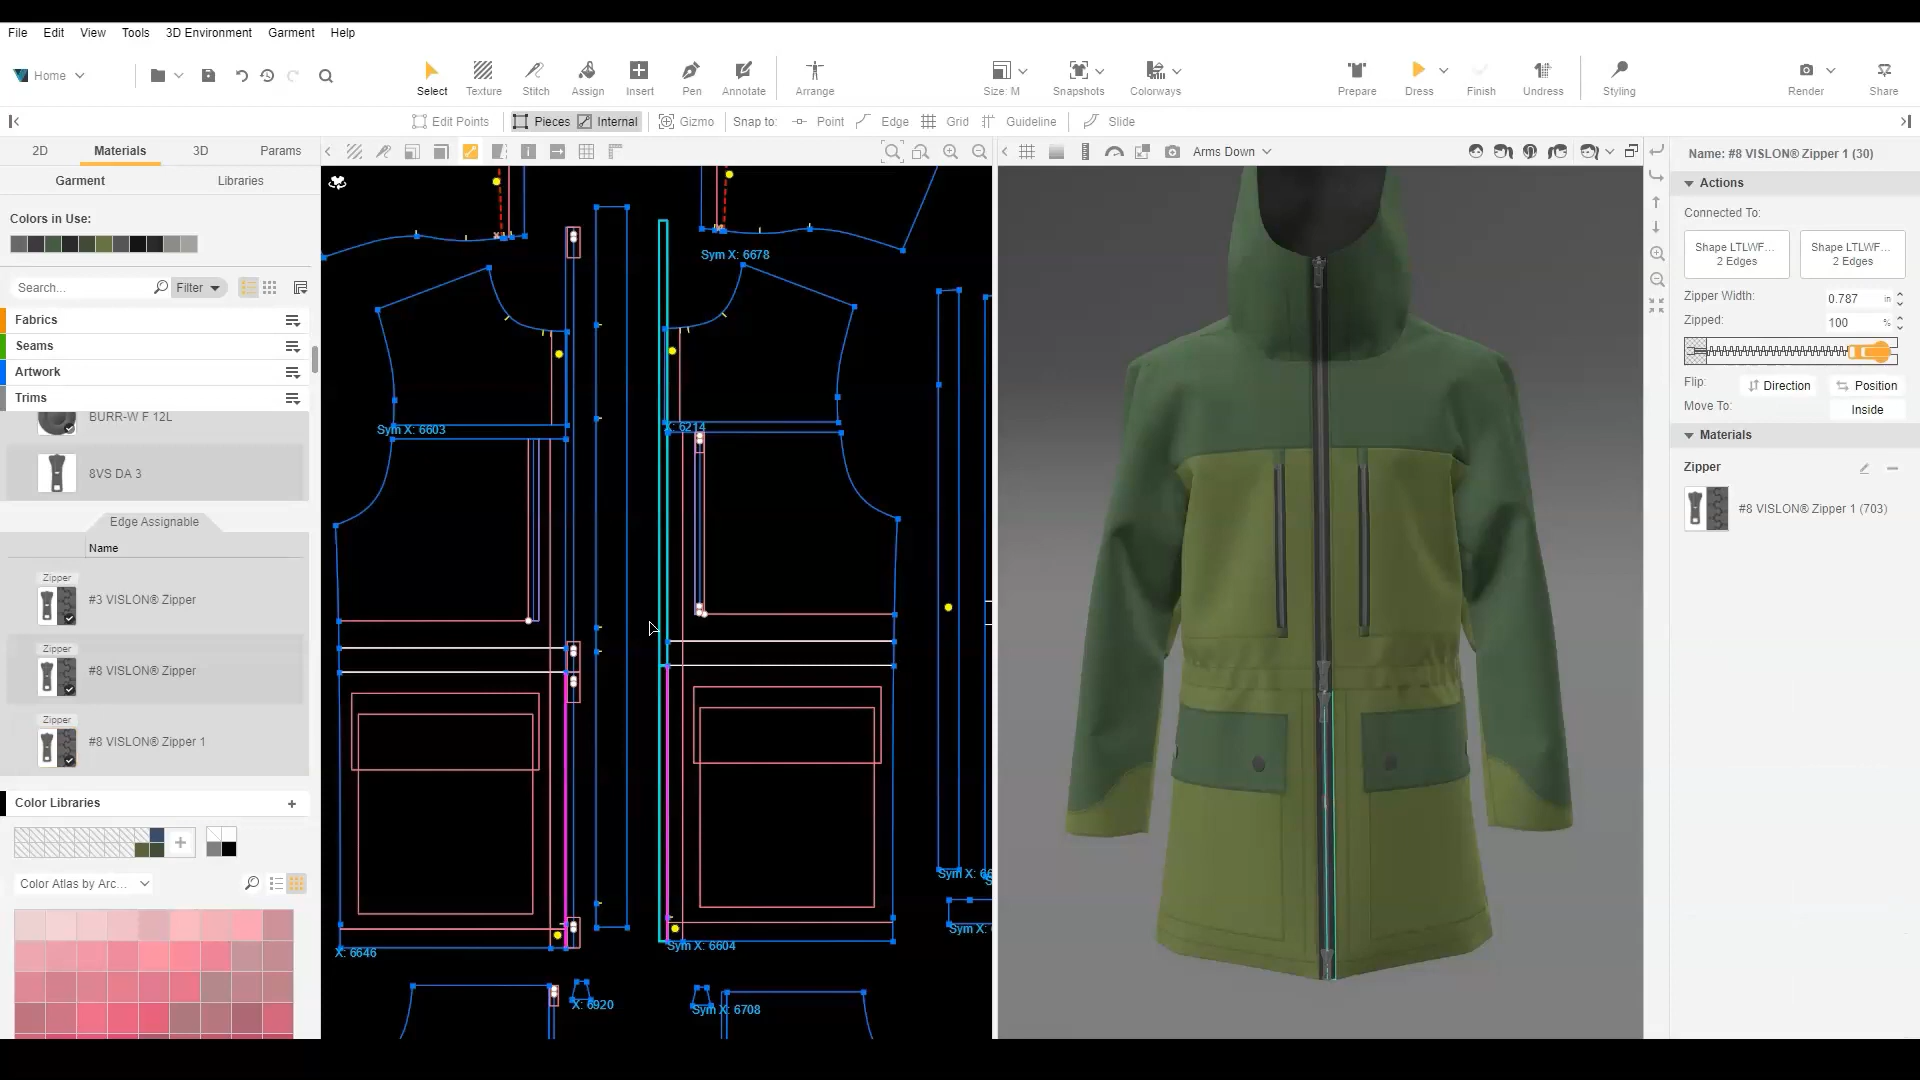 File Edit View Tools 3D Environment Garment Help
Home
Select Texture Stitch Assign Insert Pen Annotate Arrange Size: M Snapshots Colorways Prepare Dress Finish Undress Styling Render Share
Edit Points Pieces Internal Gizmo Snap to: Point Edge Grid Guideline Slide
2D Materials 3D Params
Arms Down
Name: #8 VISLON® Zipper 1 (30)
Garment Libraries
Actions
Colors in Use:
Connected To:
Shape LTLWF... 2 Edges
Shape LTLWF... 2 Edges
Search... Filter
Zipper Width: 0.787 in
Zipped: 100 %
Fabrics
Seams
Artwork
Trims
Flip: Direction Position
Move To: Inside
BURR-W F 12L
8VS DA 3
Materials
Zipper
#8 VISLON® Zipper 1 (703)
Edge Assignable
Name
Zipper
#3 VISLON® Zipper
Zipper
#8 VISLON® Zipper
Zipper
#8 VISLON® Zipper 1
Color Libraries
Color Atlas by Arc...
Sym X: 6678
Sym X: 6603
X: 6214
Sym X: 66
X: 6646
Sym X: 6604
Sym X: 6
X: 6920
Sym X: 6708